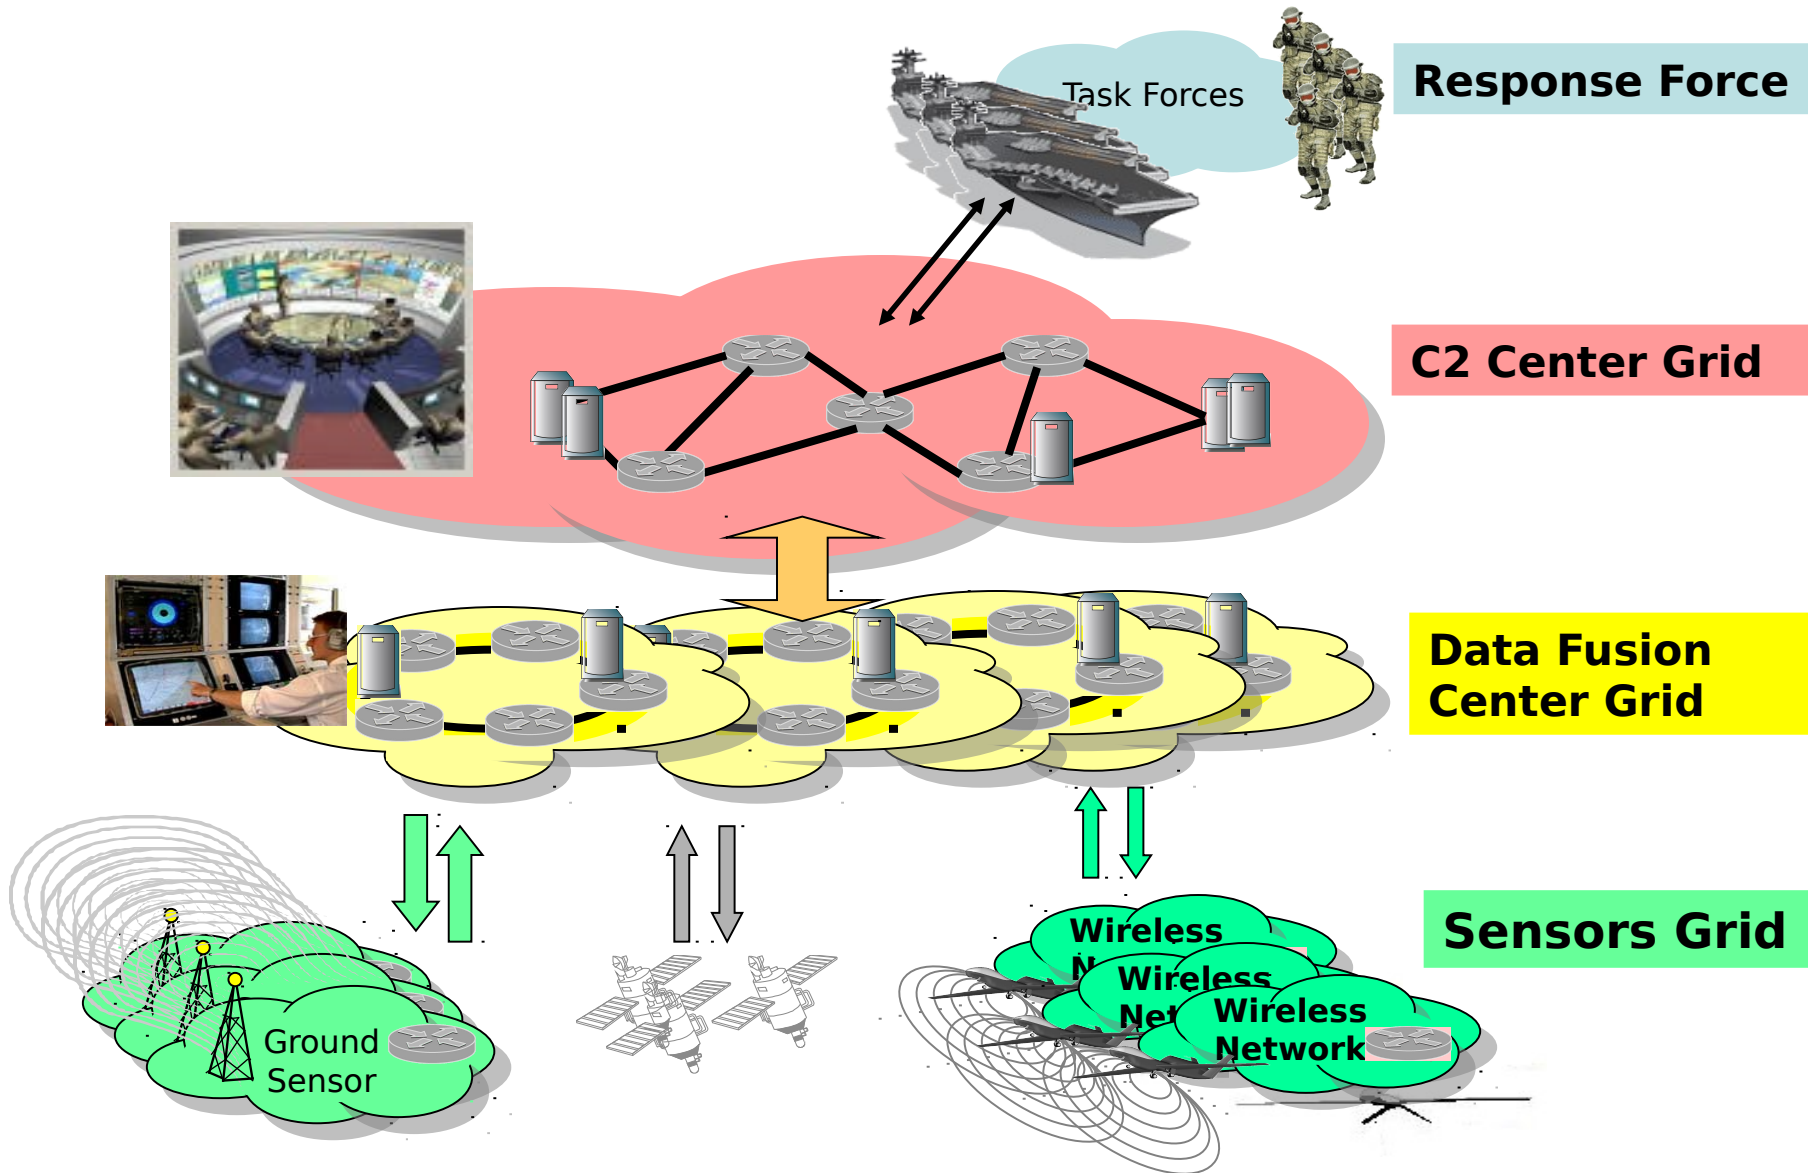 Task Forces
Response Force
C2 Center Grid
Data Fusion
Center Grid
Sensors Grid
Wireless
N
Wireless
Net
Wireless
Network
Ground
Sensor